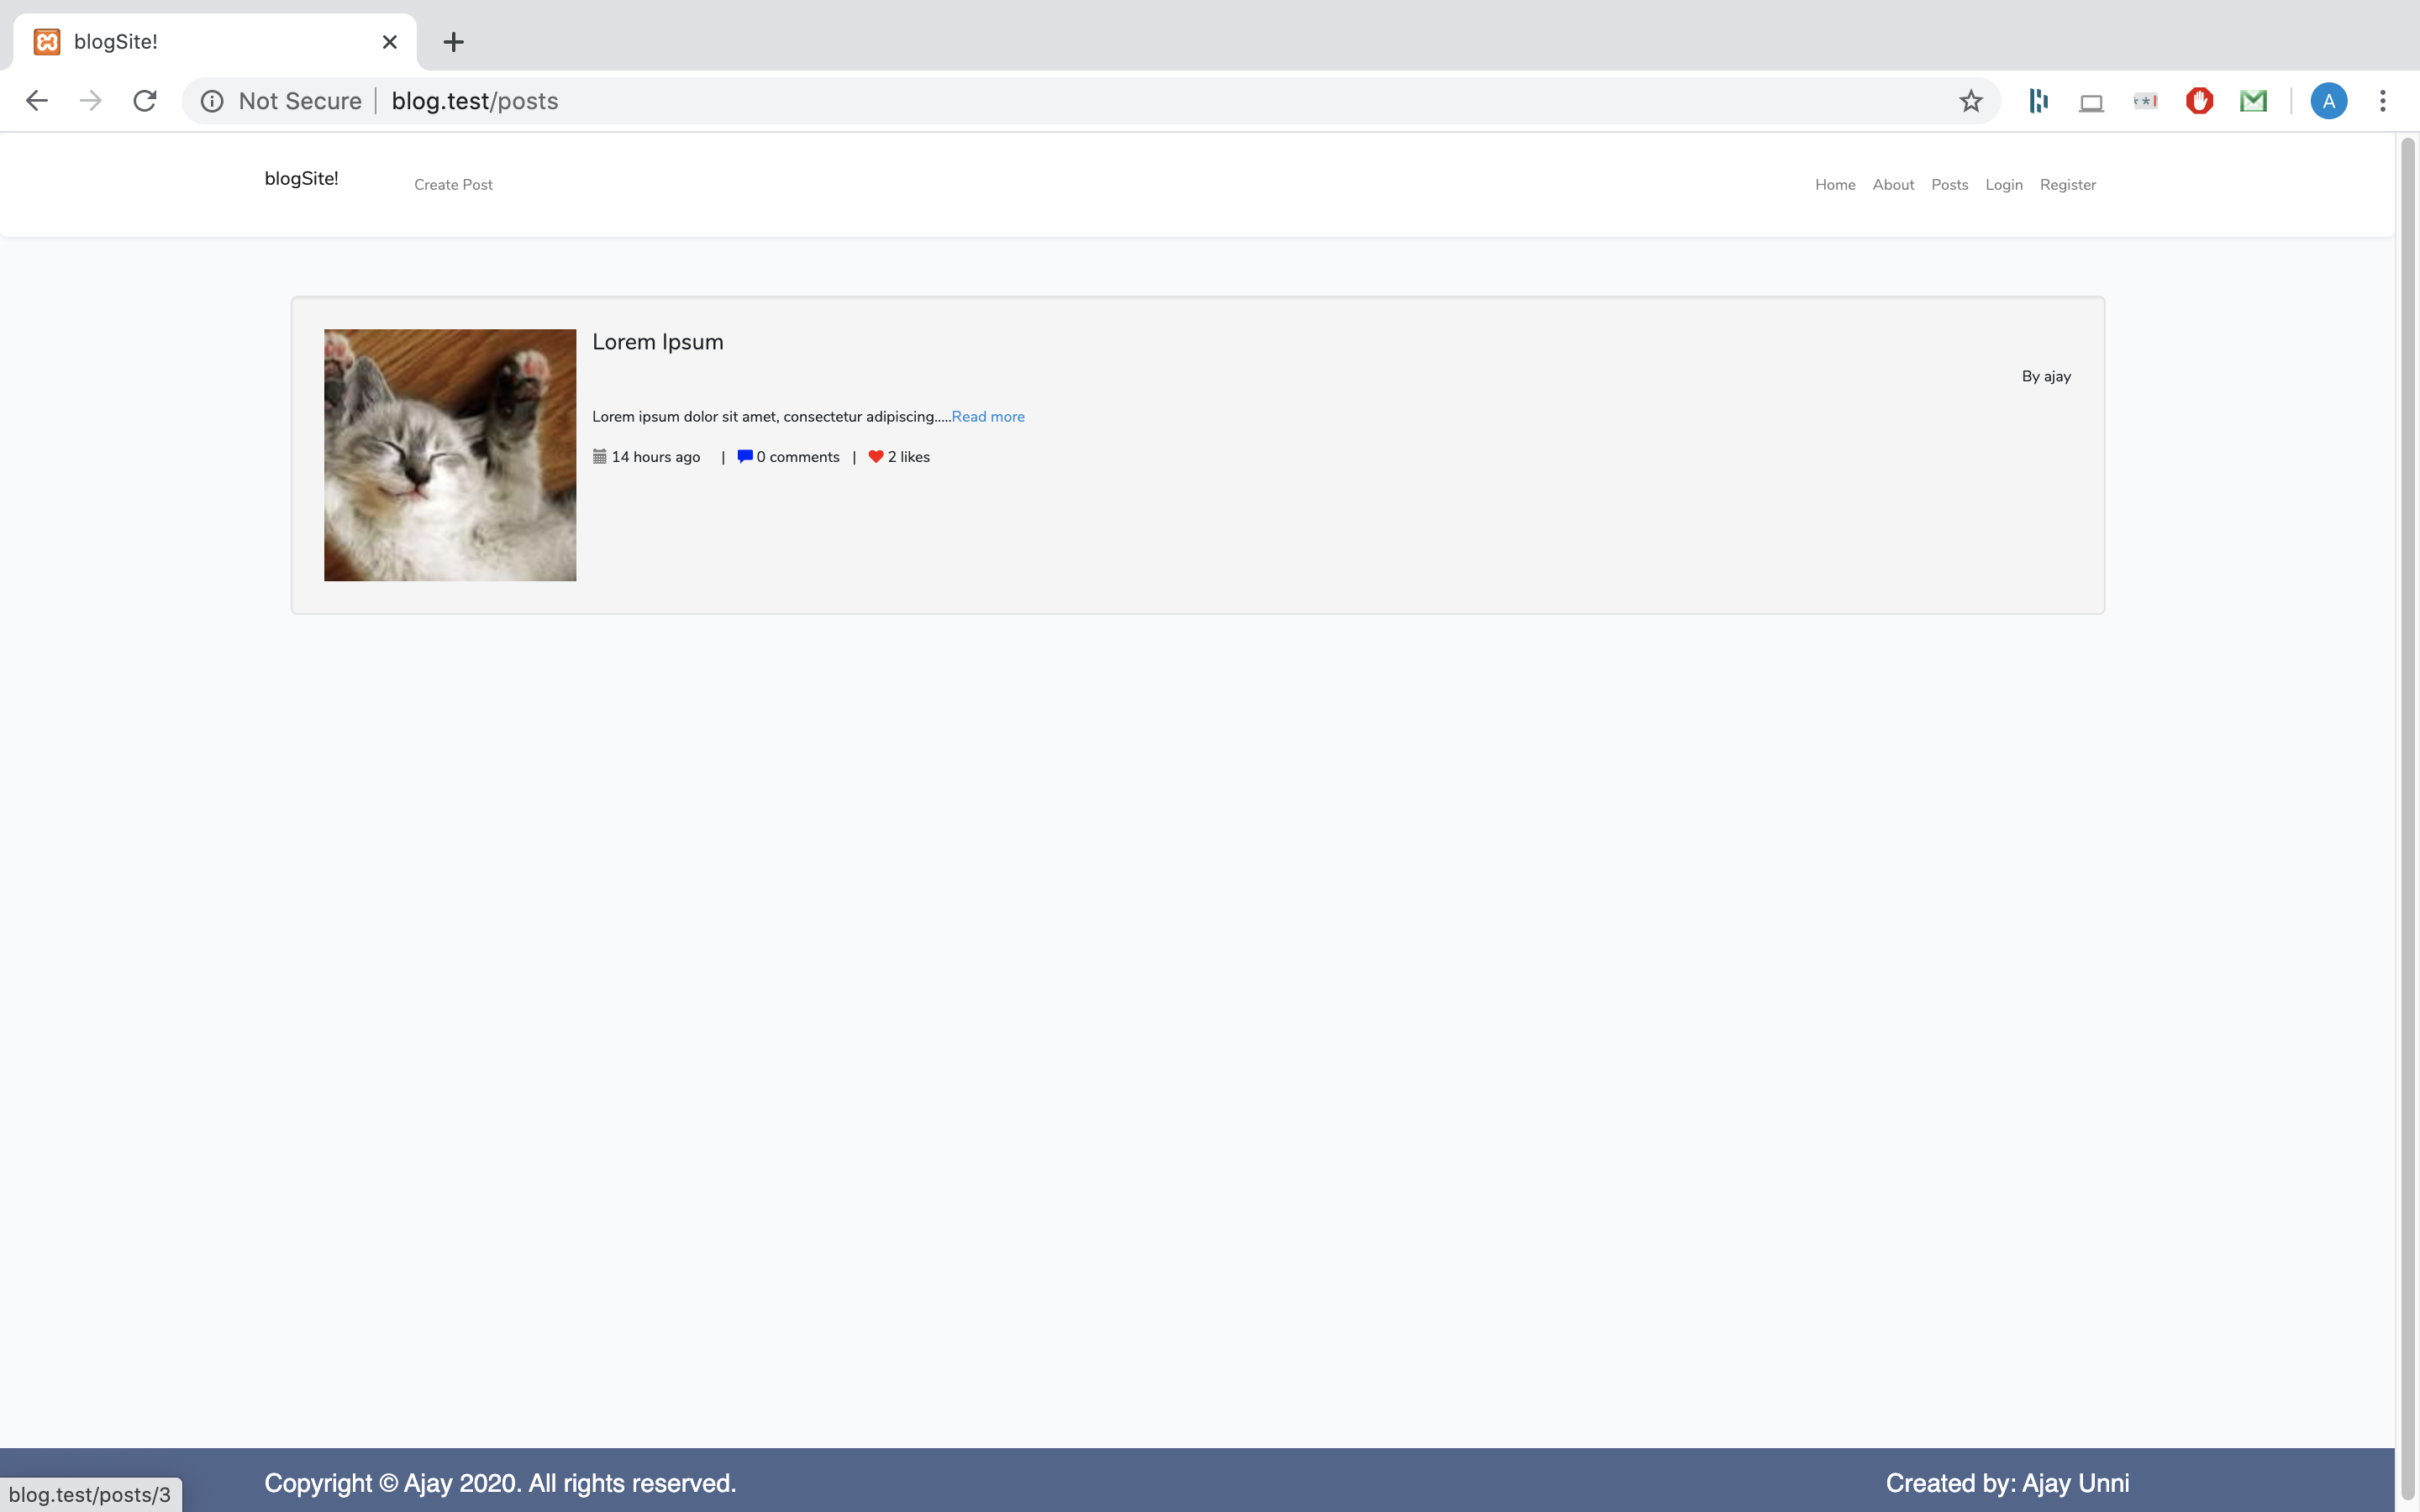 blogSite!
Not Secure blog.test/posts
A
blogSite! Create Post Home About Posts Login Register
Lorem Ipsum
By ajay
Lorem ipsum dolor sit amet, consectetur adipiscing.....Read more
14 hours ago | 0 comments | 2 likes
Copyright © Ajay 2020. All rights reserved. Created by: Ajay Unni
blog.test/posts/3